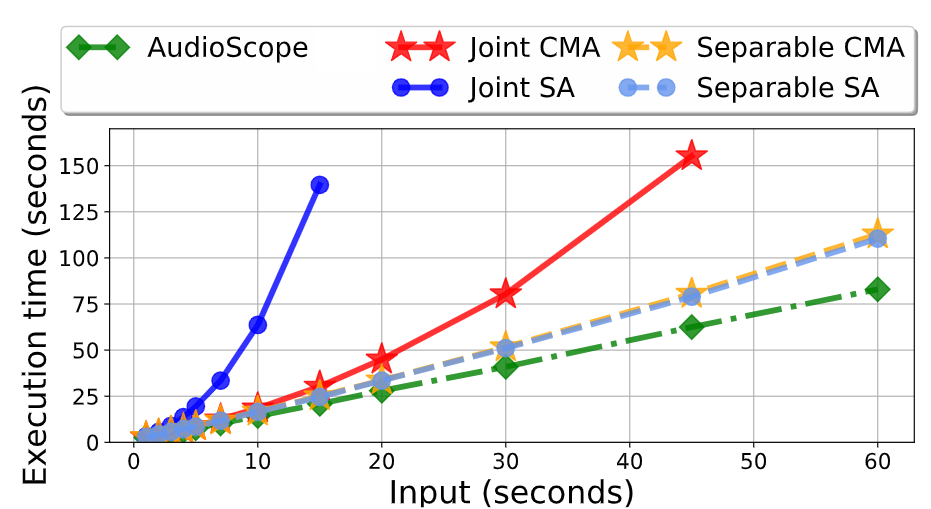 AudioScope Joint CMA Separable CMA
Joint SA Separable SA
Execution time (seconds)
150
125
100
75
50
25
0
0 10 20 30 40 50 60
Input (seconds)